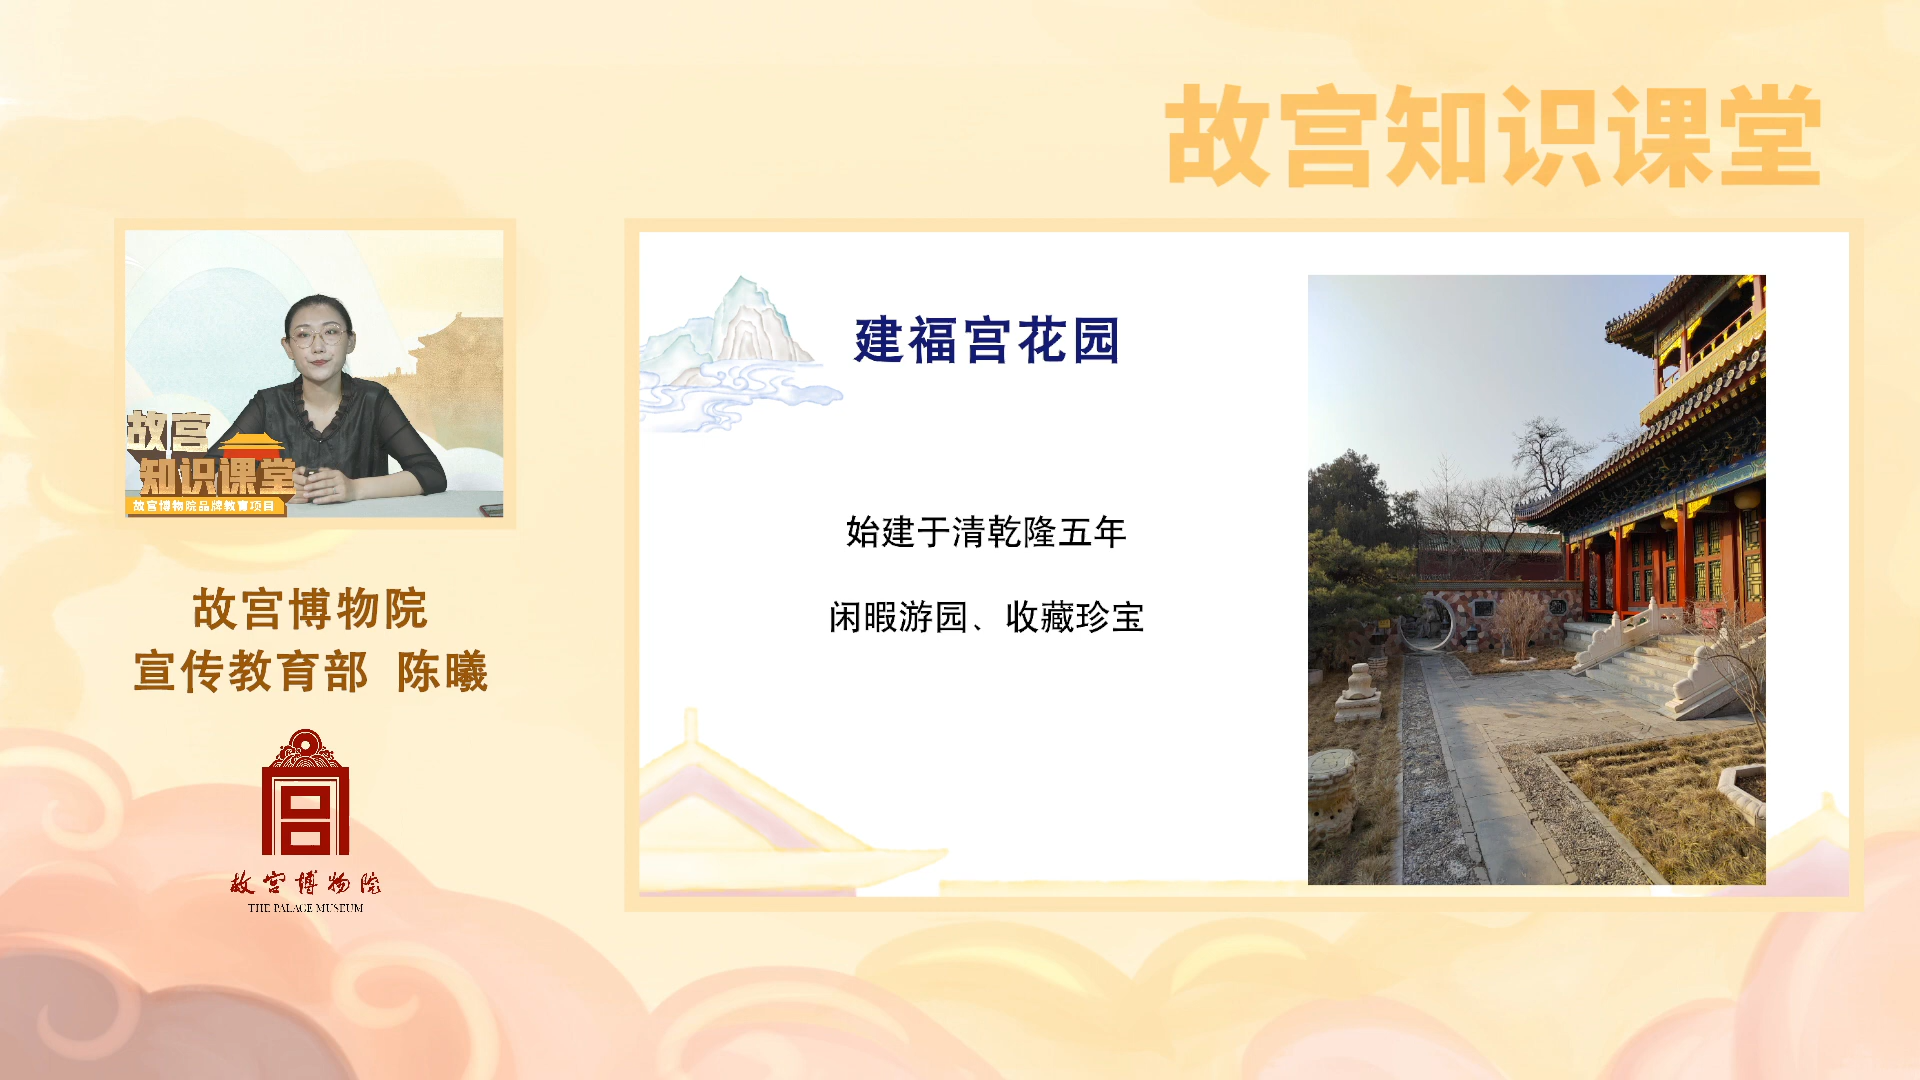 故宫知识课堂
故宫
知识课堂
故宫博物院品牌教育项目
故宫博物院
宣传教育部 陈曦
故宫博物院
THE PALACE MUSEUM
建福宫花园
始建于清乾隆五年
闲暇游园、收藏珍宝